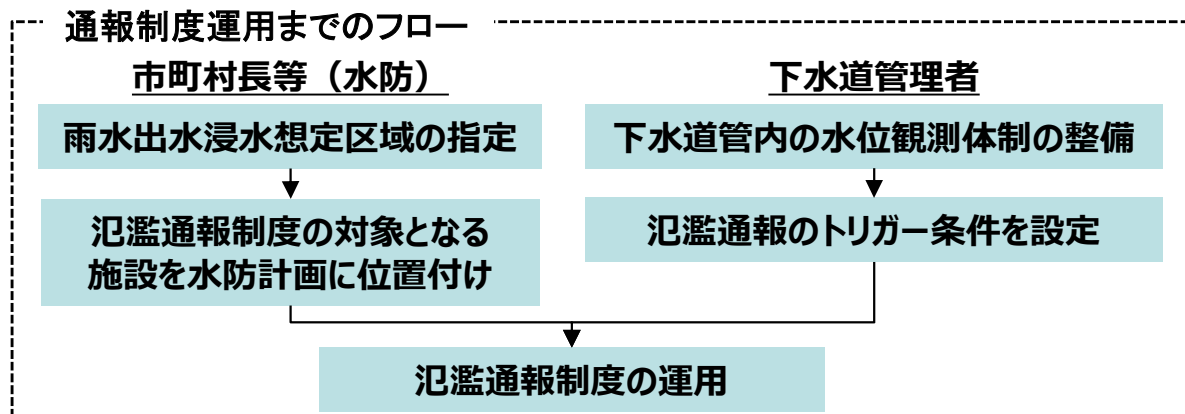 通報制度運用までのフロー
市町村長等（水防）
雨水出水浸水想定区域の指定
氾濫通報制度の対象となる
施設を水防計画に位置付け
下水道管理者
下水道管内の水位観測体制の整備
氾濫通報のトリガー条件を設定
氾濫通報制度の運用